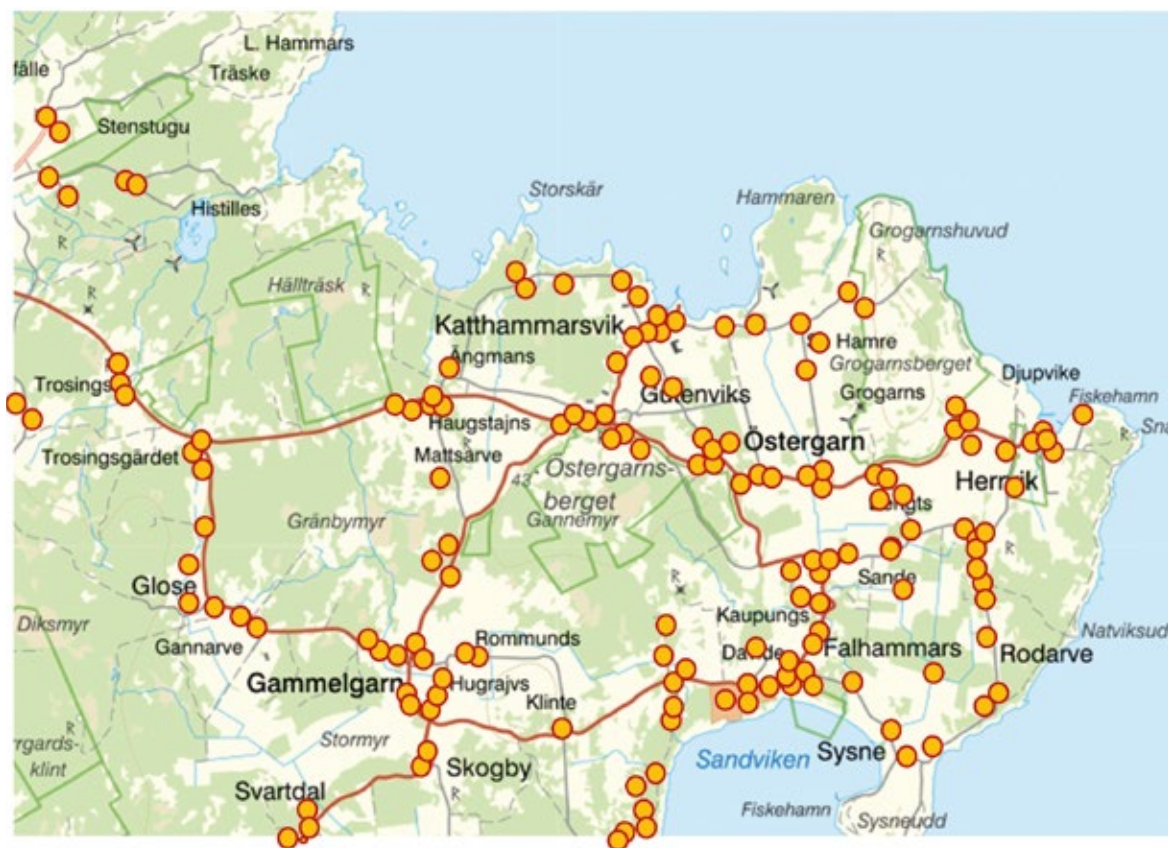 L. Hammars
Träske
fälle
Stenstugu
Histilles
Storskär
Hammaren
Grogarnshuvud
Hällträsk
Katthammarsvik
Ängmans
Hamre
Grogarnsberget
Grogarns
Djupvike
Fiskehamn
Trosings
Gutenviks
Haugstajns
Östergarn
Trosingsgärdet
Mattsarve
43
Östergarns-
berget
Gannemyr
Gränbymyr
Glose
Sande
Kaupungs
Diksmyr
Gannarve
Rommunds
Falhammars
Rodarve
Natviksud
Gammelgarn
Hugrajvs
Klinte
Stormyr
rrgards-
klint
Skogby
Sandviken
Sysne
Svartdal
Fiskehamn
Sysneudd